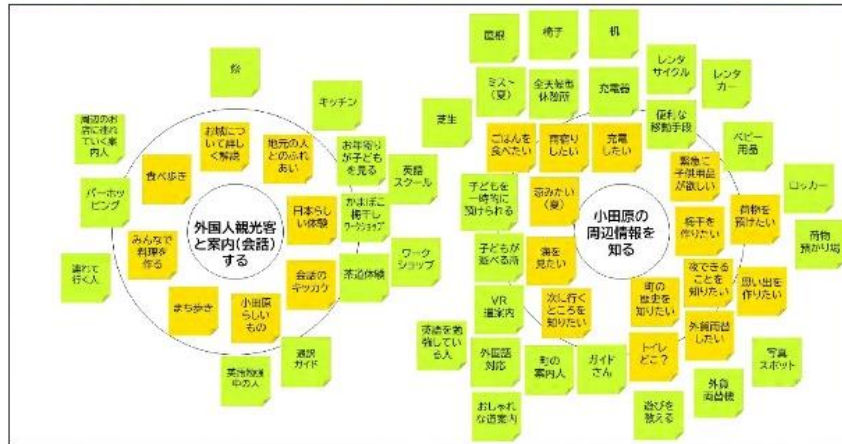 傘
キッチン
周辺のお
店に連れ
ていく案
内人
お城につ
いて詳し
く解説
地元の人
とのふれ
あい
お年寄り
が子ども
を見る
英語
スクール
食べ歩き
バーホッ
ピング
外国人観光客
と案内(会話)
する
日本らし
い体験
かまぼこ
梅干し
ワークショップ
みんなで
料理を
作る
会話の
キッカケ
茶道体験
ワーク
ショップ
連れて
行く人
まち歩き
小田原
らしい
もの
通訳
ガイド
英語勉強
中の人
屋根
椅子
机
レンタ
サイクル
レンタ
カー
芝生
ミスト
(夏)
全天候型
休憩所
充電器
便利な
移動手段
ベビー
用品
ごはんを
食べたい
雨宿り
したい
充電
したい
緊急に
子供用品
が欲しい
ロッカー
子どもを
一時的に
預けられる
涼みたい
(夏)
小田原の
周辺情報を
知る
梅干を
作りたい
荷物を
預けたい
荷物
預かり場
子どもが
遊べる所
海を
見たい
夜できる
ことを
知りたい
思い出を
作りたい
VR
道案内
次に行く
ところを
知りたい
町の
歴史を
知りたい
外貨両替
したい
英語を勉
強してい
る人
外国語
対応
町の
案内人
ガイド
さん
トイレ
どこ?
写真
スポット
おしゃれ
な道案内
遊びを
教える
外貨
両替機